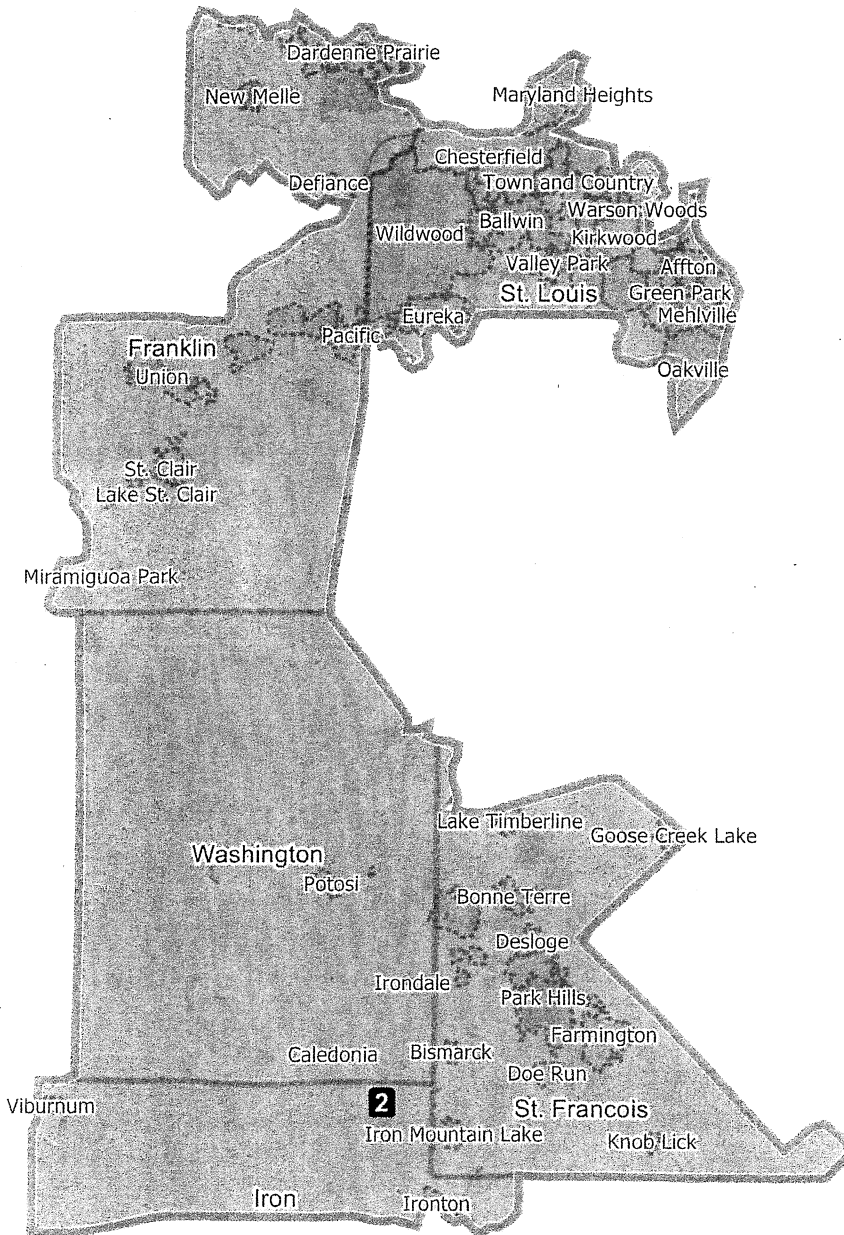 Dardenne Prairie
New Melle
Maryland Heights
Chesterfield
Defiance
Town and Country
Wildwood
Ballwin
Warson Woods
Kirkwood
Valley Park
Affton
St. Louis
Green Park
Eureka
Mehlville
Pacific
Franklin
Union
Oakville
St. Clair
Lake St. Clair
Miramiguoa Park
Lake Timberline
Goose Creek Lake
Washington
Potosi
Bonne Terre
Desloge
Irondale
Park Hills
Farmington
Caledonia
Bismarck
Doe Run
Viburnum
2
St. Francois
Iron Mountain Lake
Knob Lick
Iron
Ironton